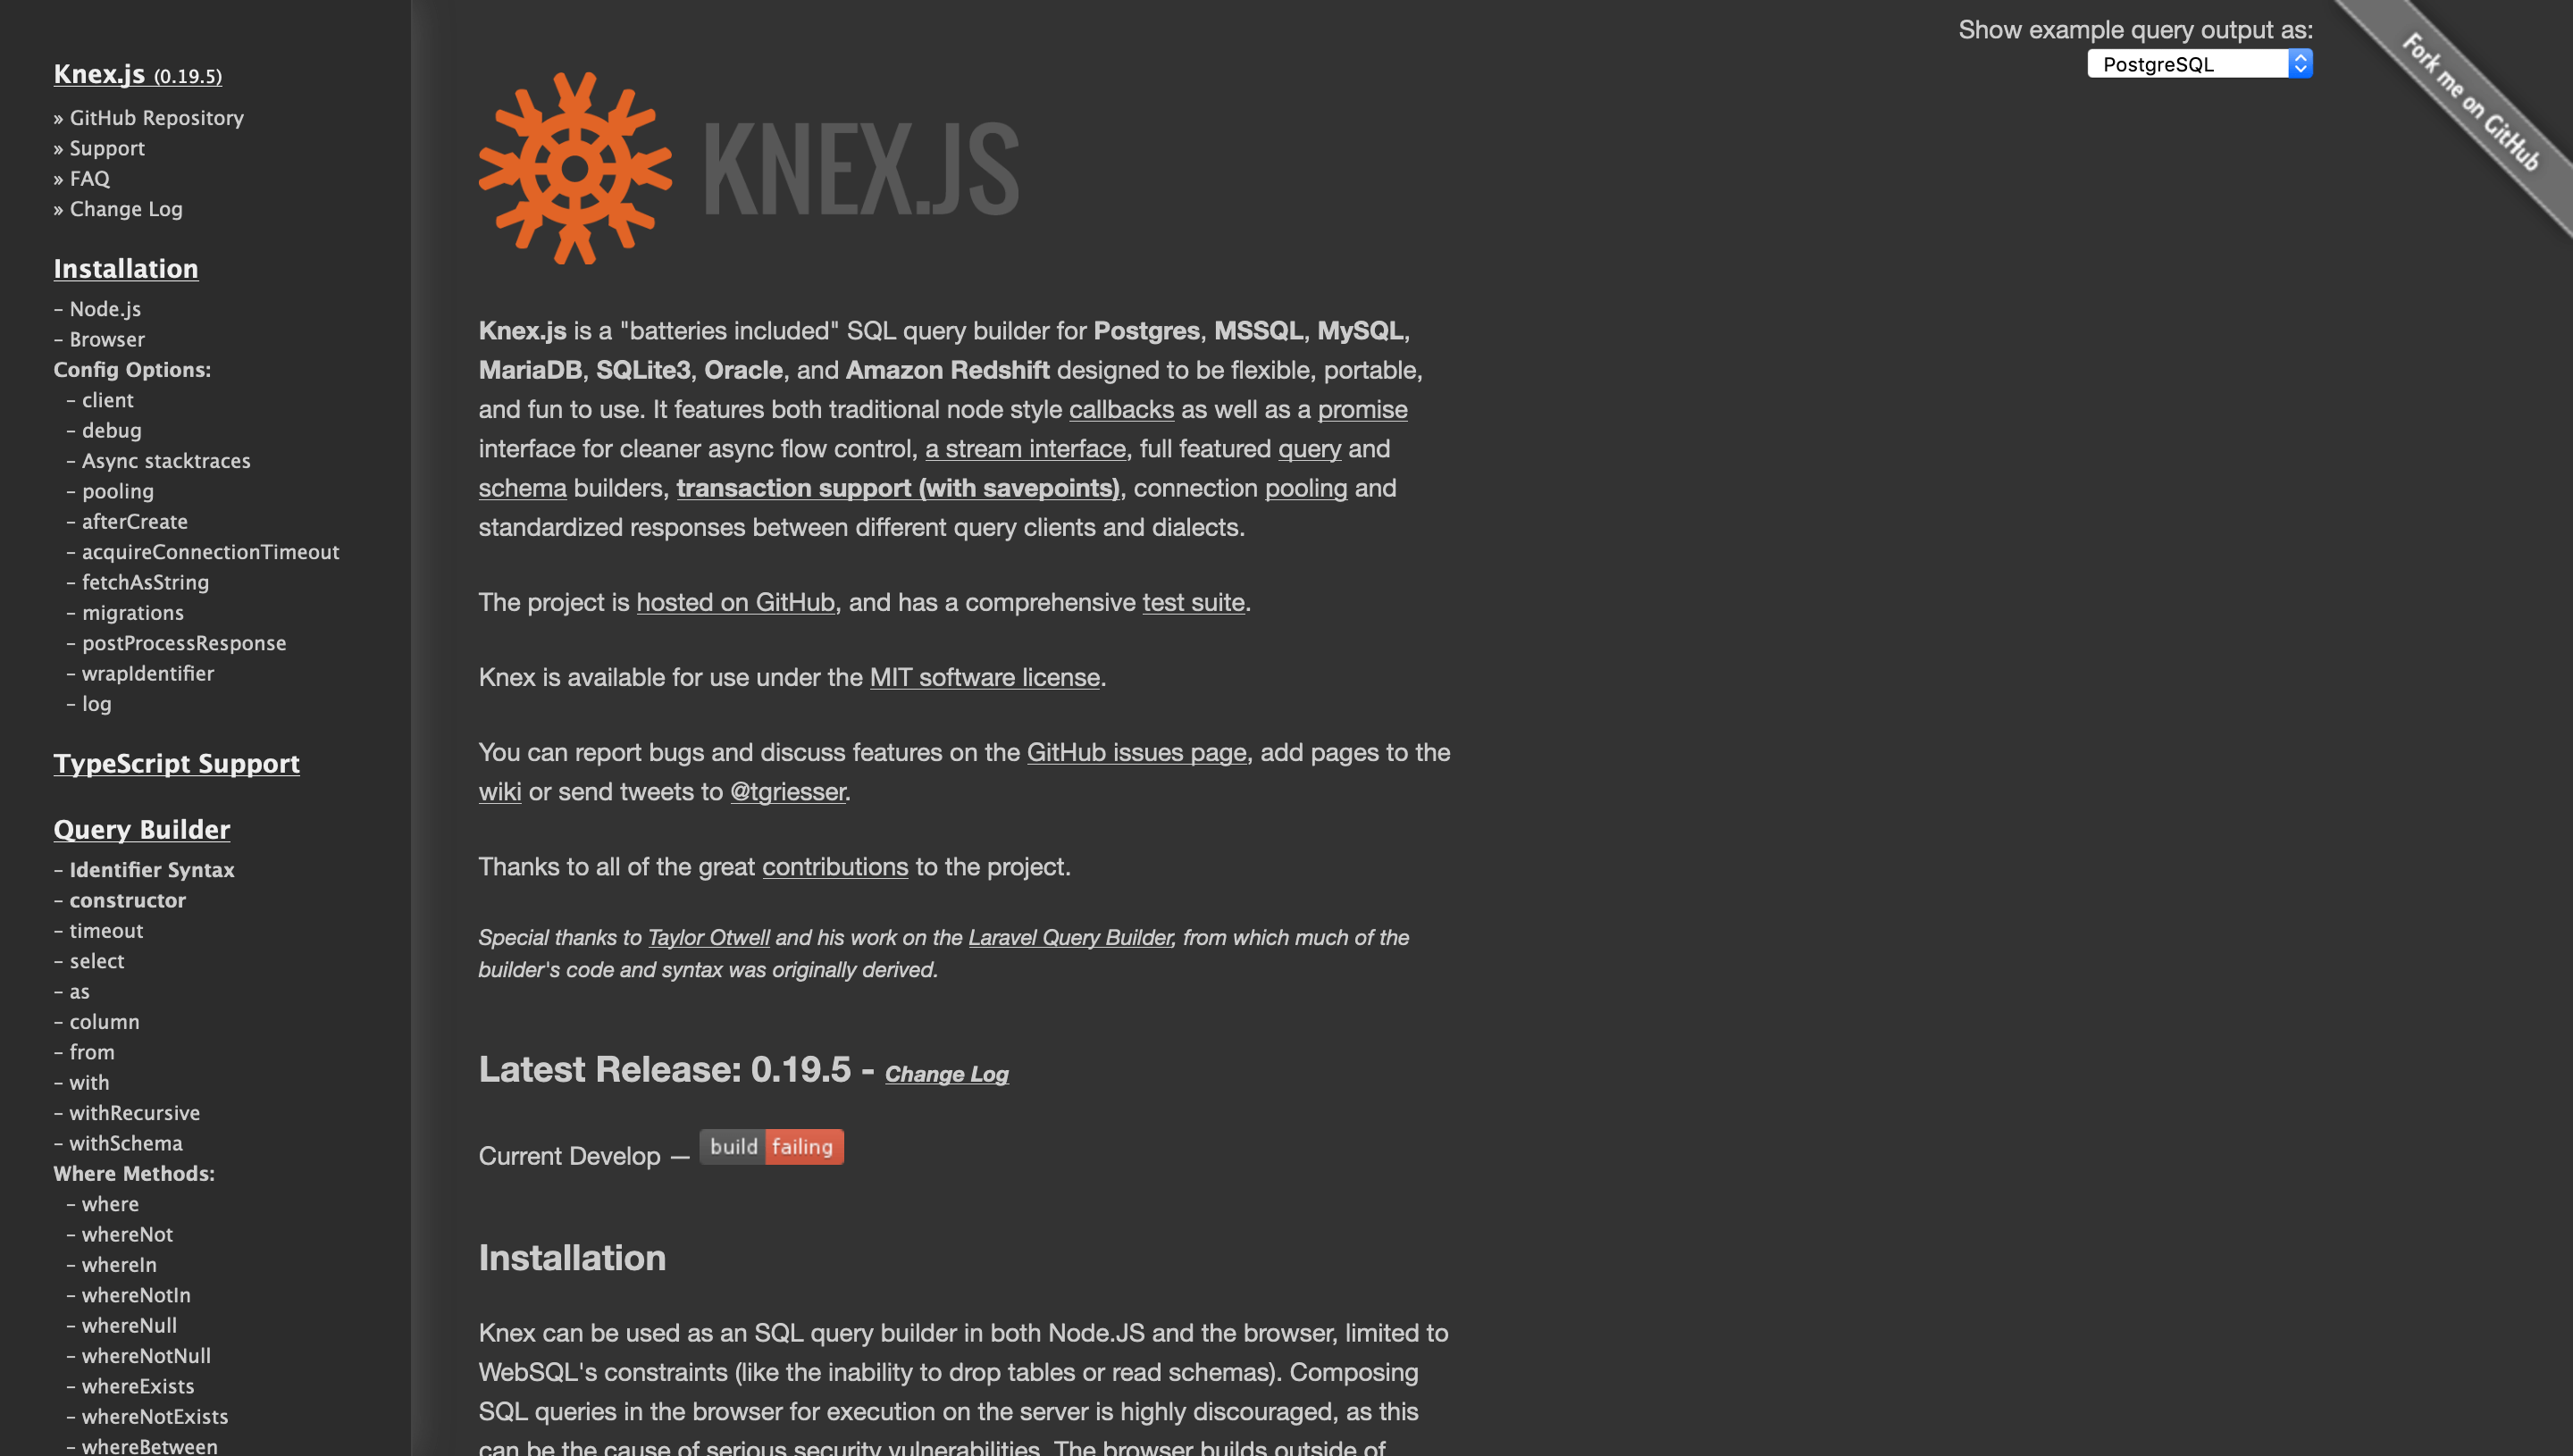 Knex.js (0.19.5)
» GitHub Repository
» Support
» FAQ
» Change Log
Installation
– Node.js
– Browser
Config Options:
– client
– debug
– Async stacktraces
– pooling
– afterCreate
– acquireConnectionTimeout
– fetchAsString
– migrations
– postProcessResponse
– wrapIdentifier
– log
TypeScript Support
Query Builder
– Identifier Syntax
– constructor
– timeout
– select
– as
– column
– from
– with
– withRecursive
– withSchema
Where Methods:
– where
– whereNot
– whereIn
– whereNotIn
– whereNull
– whereNotNull
– whereExists
– whereNotExists
– whereBetween
Show example query output as:
PostgreSQL
Fork me on GitHub
KNEX.JS
Knex.js is a "batteries included" SQL query builder for Postgres, MSSQL, MySQL,
MariaDB, SQLite3, Oracle, and Amazon Redshift designed to be flexible, portable,
and fun to use. It features both traditional node style callbacks as well as a promise
interface for cleaner async flow control, a stream interface, full featured query and
schema builders, transaction support (with savepoints), connection pooling and
standardized responses between different query clients and dialects.
The project is hosted on GitHub, and has a comprehensive test suite.
Knex is available for use under the MIT software license.
You can report bugs and discuss features on the GitHub issues page, add pages to the
wiki or send tweets to @tgriesser.
Thanks to all of the great contributions to the project.
Special thanks to Taylor Otwell and his work on the Laravel Query Builder, from which much of the
builder's code and syntax was originally derived.
Latest Release: 0.19.5 - Change Log
Current Develop — build failing
Installation
Knex can be used as an SQL query builder in both Node.JS and the browser, limited to
WebSQL's constraints (like the inability to drop tables or read schemas). Composing
SQL queries in the browser for execution on the server is highly discouraged, as this
can be the cause of serious security vulnerabilities. The browser builds outside of